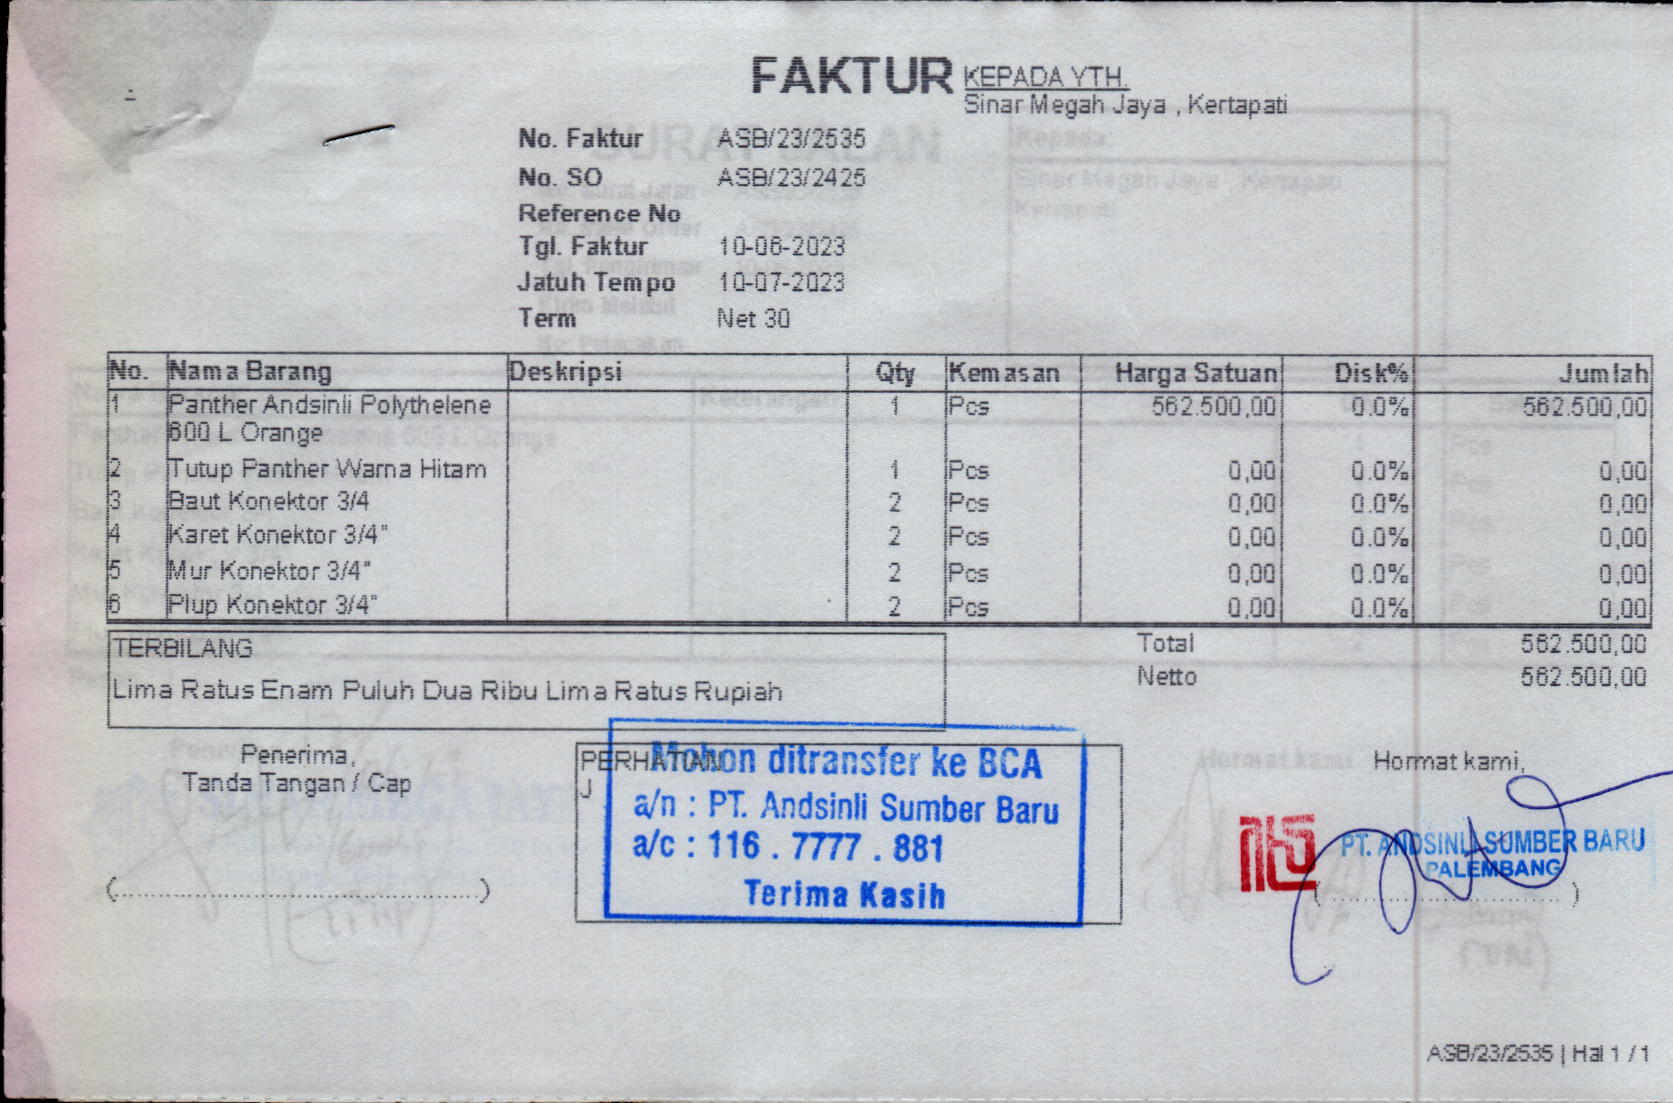 FAKTUR
KEPADA YTH.
Sinar Megah Jaya , Kertapati
No. Faktur ASB/23/2535
No. SO ASB/23/2425
Reference No
Tgl. Faktur 10-06-2023
Jatuh Tempo 10-07-2023
Term Net 30
No. Nama Barang Deskripsi Qty Kemasan Harga Satuan Disk% Jumlah
1 Panther Andsinli Polythelene 1 Pcs 562.500,00 0.0% 562.500,00
600 L Orange
2 Tutup Panther Warna Hitam 1 Pcs 0,00 0.0% 0,00
3 Baut Konektor 3/4 2 Pcs 0,00 0.0% 0,00
4 Karet Konektor 3/4" 2 Pcs 0,00 0.0% 0,00
5 Mur Konektor 3/4" 2 Pcs 0,00 0.0% 0,00
6 Plup Konektor 3/4" 2 Pcs 0,00 0.0% 0,00
TERBILANG
Lima Ratus Enam Puluh Dua Ribu Lima Ratus Rupiah
Total 562.500,00
Netto 562.500,00
Penerima,
Tanda Tangan / Cap
(................................................)
PERHATIAN
J
Mohon ditransfer ke BCA
a/n : PT. Andsinli Sumber Baru
a/c : 116 . 7777 . 881
Terima Kasih
Hormat kami,
PT. ANDSINLI SUMBER BARU
PALEMBANG
ASB/23/2535 | Hal 1 / 1